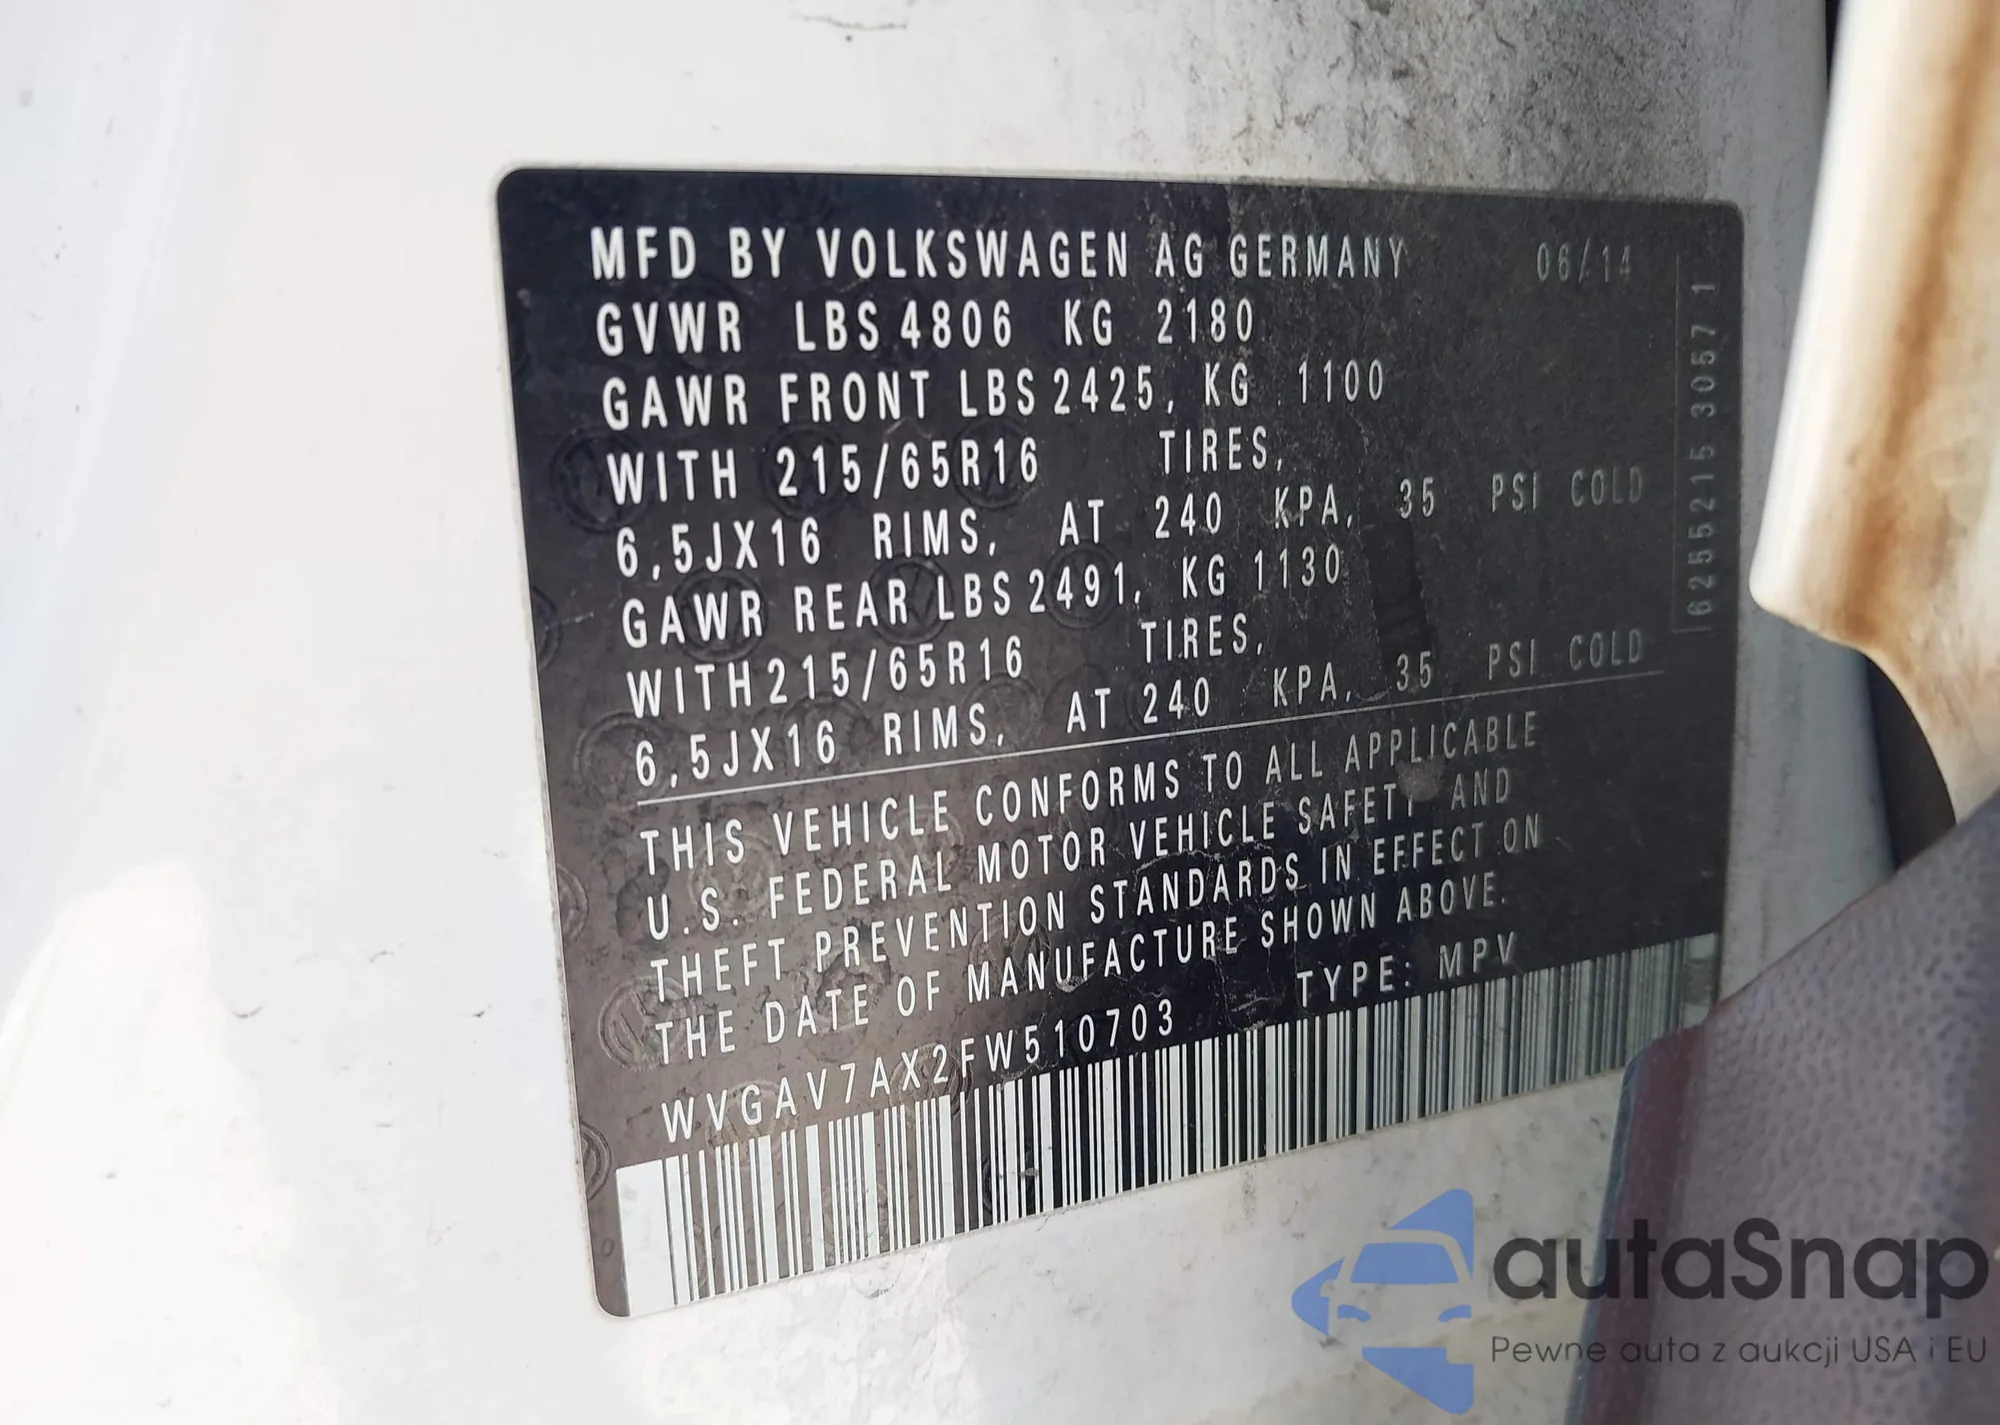 MFD BY VOLKSWAGEN AG GERMANY 06/14
GVWR LBS 4806 KG 2180
GAWR FRONT LBS 2425, KG 1100
WITH 215/65R16 TIRES,
6,5JX16 RIMS, AT 240 KPA, 35 PSI COLD
GAWR REAR LBS 2491, KG 1130
WITH 215/65R16 TIRES,
6,5JX16 RIMS, AT 240 KPA, 35 PSI COLD
THIS VEHICLE CONFORMS TO ALL APPLICABLE
U.S. FEDERAL MOTOR VEHICLE SAFETY AND
THEFT PREVENTION STANDARDS IN EFFECT ON
THE DATE OF MANUFACTURE SHOWN ABOVE.
WVGAV7AX2FW510703 TYPE: MPV
6255215 3057 1
autaSnap
Pewne auta z aukcji USA i EU